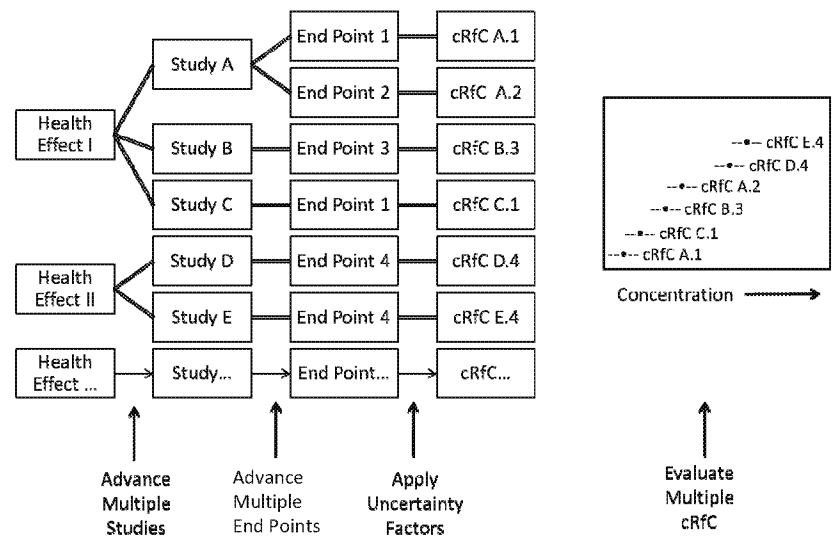 End Point 1
cRfC A.1
Study A
End Point 2
cRfC A.2
Health
Effect I
Study B
End Point 3
cRfC B.3
Study C
End Point 1
cRfC C.1
Study D
End Point 4
cRfC D.4
Health
Effect II
Study E
End Point 4
cRfC E.4
Health
Effect ...
Study...
End Point...
cRfC...
Advance
Multiple
Studies
Advance
Multiple
End Points
Apply
Uncertainty
Factors
cRfC E.4
cRfC D.4
cRfC A.2
cRfC B.3
cRfC C.1
cRfC A.1
Concentration
Evaluate
Multiple
cRfC